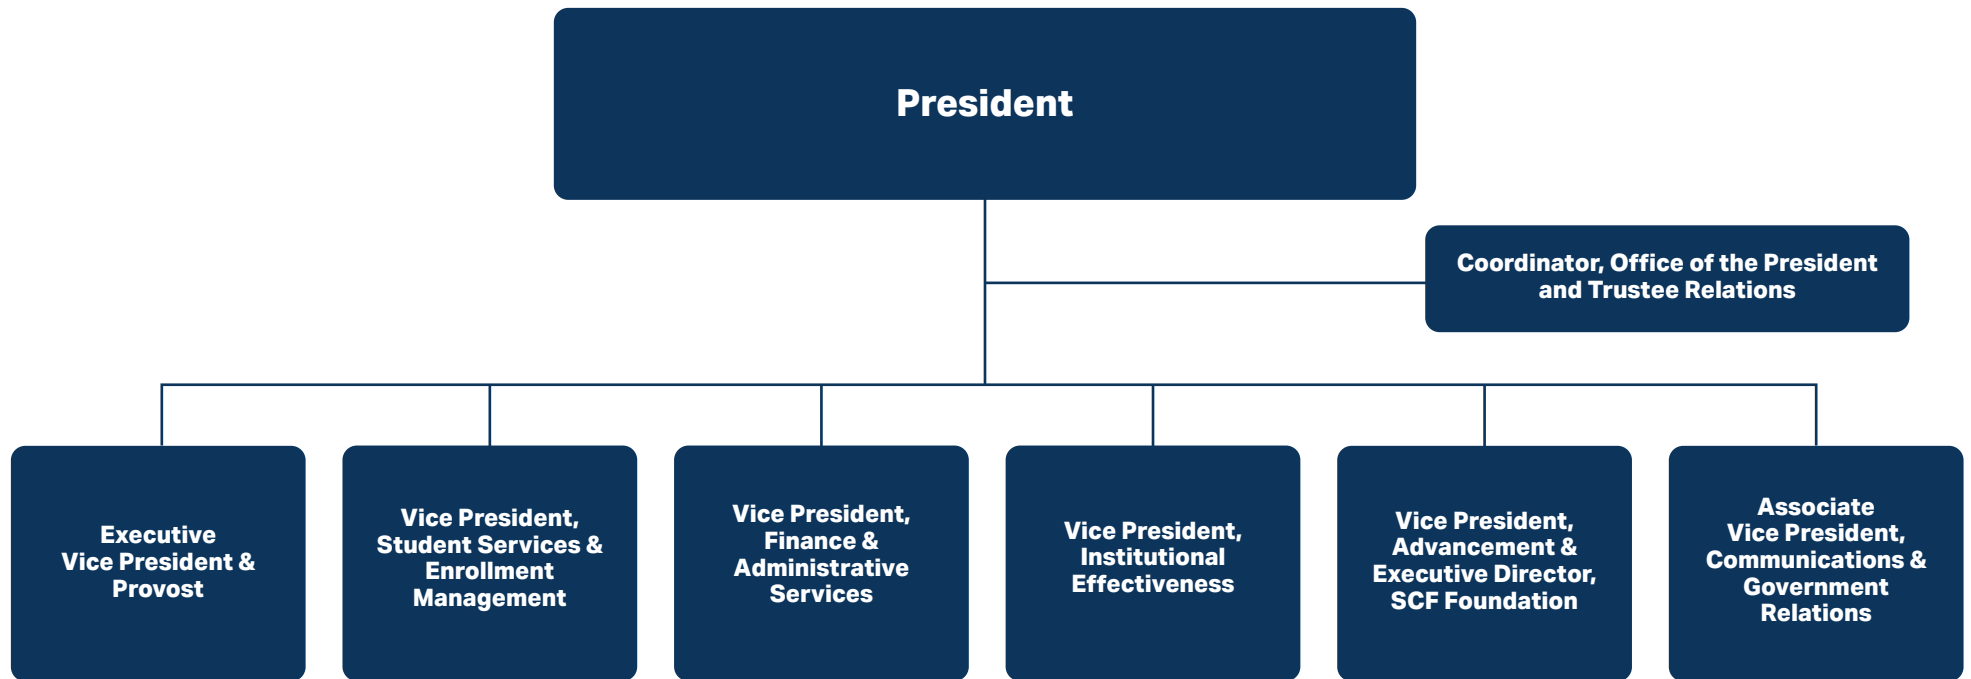 President
Coordinator, Office of the President
and Trustee Relations
Executive
Vice President &
Provost
Vice President,
Student Services &
Enrollment
Management
Vice President,
Finance &
Administrative
Services
Vice President,
Institutional
Effectiveness
Vice President,
Advancement &
Executive Director,
SCF Foundation
Associate
Vice President,
Communications &
Government
Relations